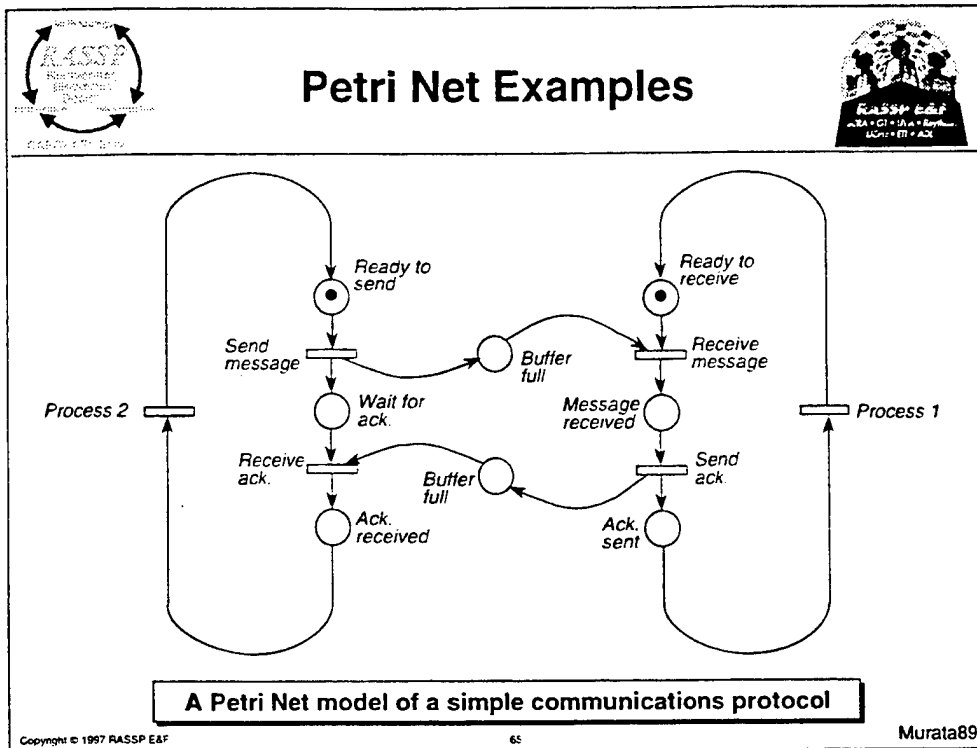 RASSP
Petri Net Examples
RASSP E&F
Ready to
send
Ready to
receive
Send
message
Buffer
full
Receive
message
Process 2
Wait for
ack.
Message
received
Process 1
Receive
ack.
Buffer
full
Send
ack.
Ack.
received
Ack.
sent
A Petri Net model of a simple communications protocol
Copyright © 1997 RASSP E&F
65
Murata89